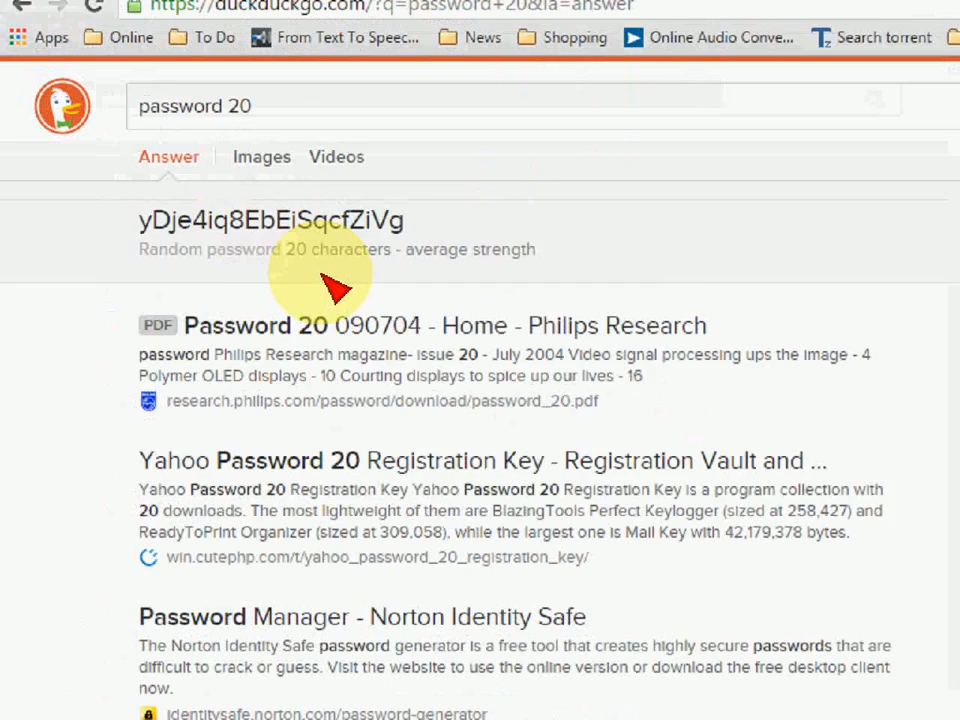 https://duckduckgo.com/?q=password+20&ia=answer
Apps Online To Do From Text To Speec... News Shopping Online Audio Conve... Search torrent
password 20
Answer Images Videos
yDje4iq8EbEiSqcfZiVg
Random password 20 characters - average strength
PDF Password 20 090704 - Home - Philips Research
password Philips Research magazine- issue 20 - July 2004 Video signal processing ups the image - 4
Polymer OLED displays - 10 Courting displays to spice up our lives - 16
research.philips.com/password/download/password_20.pdf
Yahoo Password 20 Registration Key - Registration Vault and ...
Yahoo Password 20 Registration Key Yahoo Password 20 Registration Key is a program collection with
20 downloads. The most lightweight of them are BlazingTools Perfect Keylogger (sized at 258,427) and
ReadyToPrint Organizer (sized at 309,058), while the largest one is Mail Key with 42,179,378 bytes.
win.cutephp.com/t/yahoo_password_20_registration_key/
Password Manager - Norton Identity Safe
The Norton Identity Safe password generator is a free tool that creates highly secure passwords that are
difficult to crack or guess. Visit the website to use the online version or download the free desktop client
now.
identitysafe.norton.com/password-generator